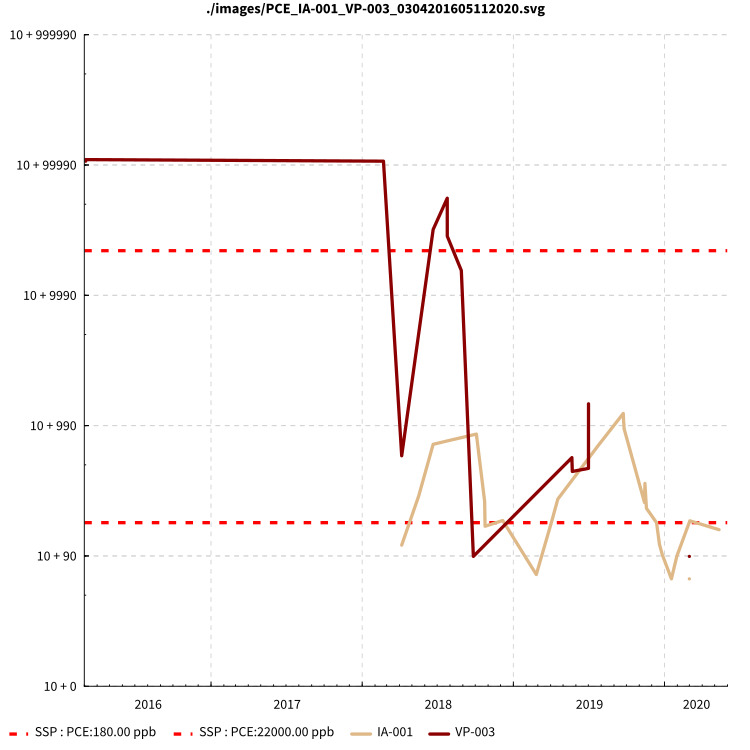 ./images/PCE_IA-001_VP-003_0304201605112020.svg
10 + 99990
10 + 99990
10 + 9990
10 + 990
10 + 90
10 + 0
2016 2017 2018 2019 2020
SSP : PCE:180.00 ppb SSP : PCE:22000.00 ppb IA-001 VP-003